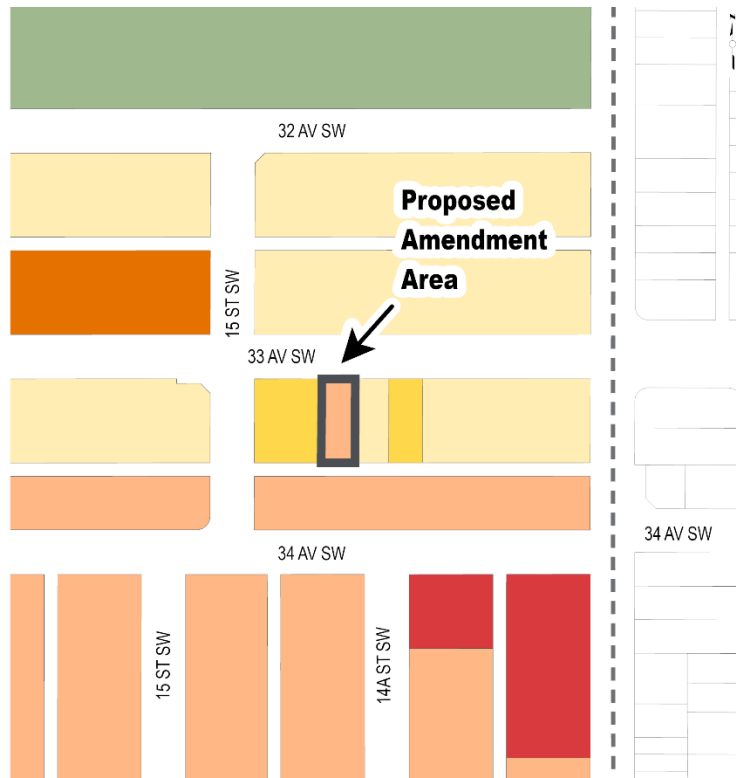 32 AV SW
Proposed
Amendment
Area
15 ST SW
33 AV SW
34 AV SW
34 AV SW
15 ST SW
14A ST SW